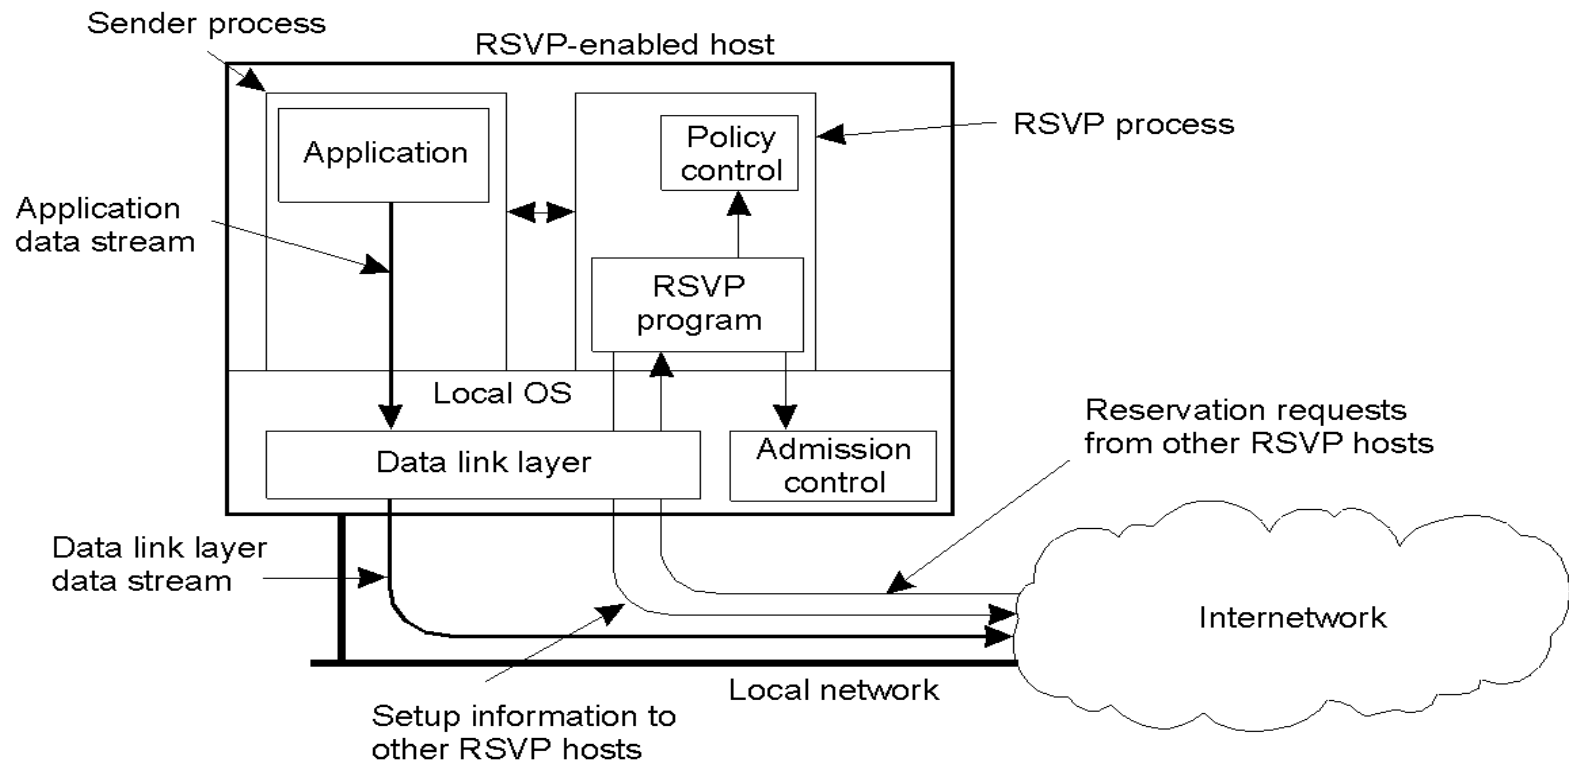 Sender process
RSVP-enabled host
Application
Policy
control
RSVP process
Application
data stream
RSVP
program
Local OS
Data link layer
Admission
control
Reservation requests
from other RSVP hosts
Data link layer
data stream
Internetwork
Local network
Setup information to
other RSVP hosts